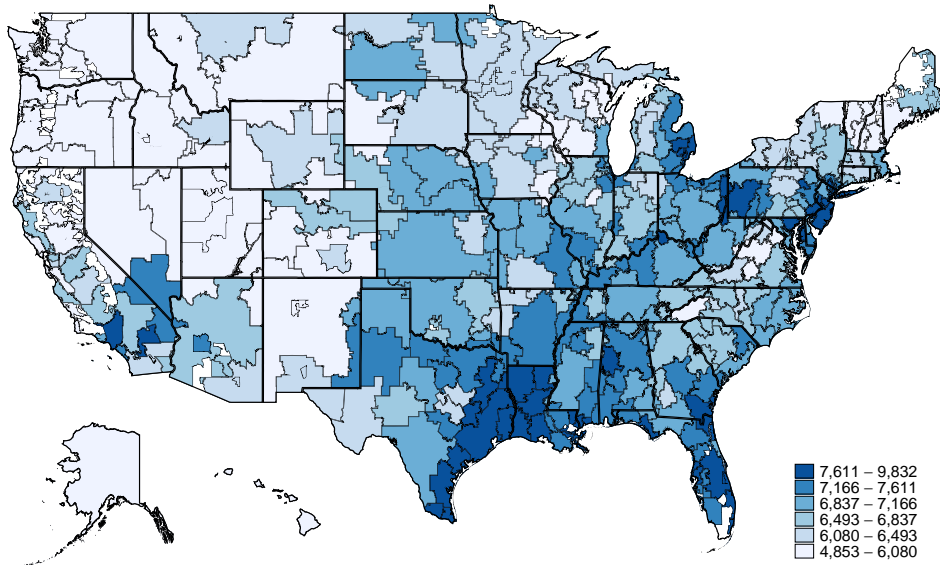 7,611 – 9,832
7,166 – 7,611
6,837 – 7,166
6,493 – 6,837
6,080 – 6,493
4,853 – 6,080